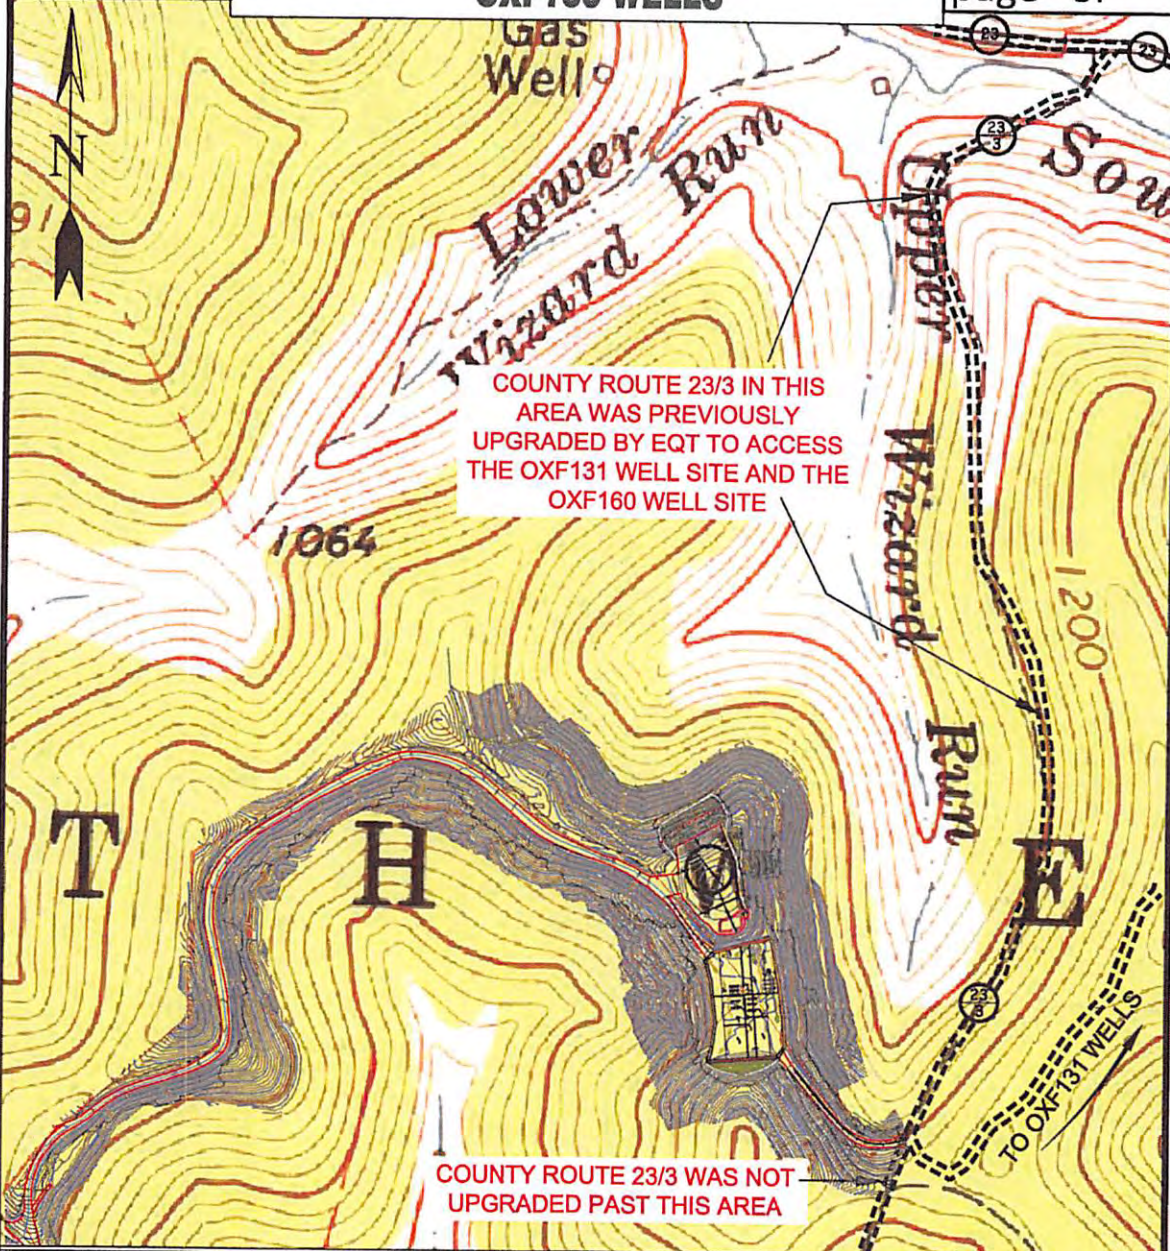 Gas
Well
23
23
23
3
N
Lower
Wizard Run
Sou
Upper
Wizard
Run
COUNTY ROUTE 23/3 IN THIS
AREA WAS PREVIOUSLY
UPGRADED BY EQT TO ACCESS
THE OXF131 WELL SITE AND THE
OXF160 WELL SITE
1064
1200
T
H
E
23
3
TO OXF131 WELLS
COUNTY ROUTE 23/3 WAS NOT
UPGRADED PAST THIS AREA